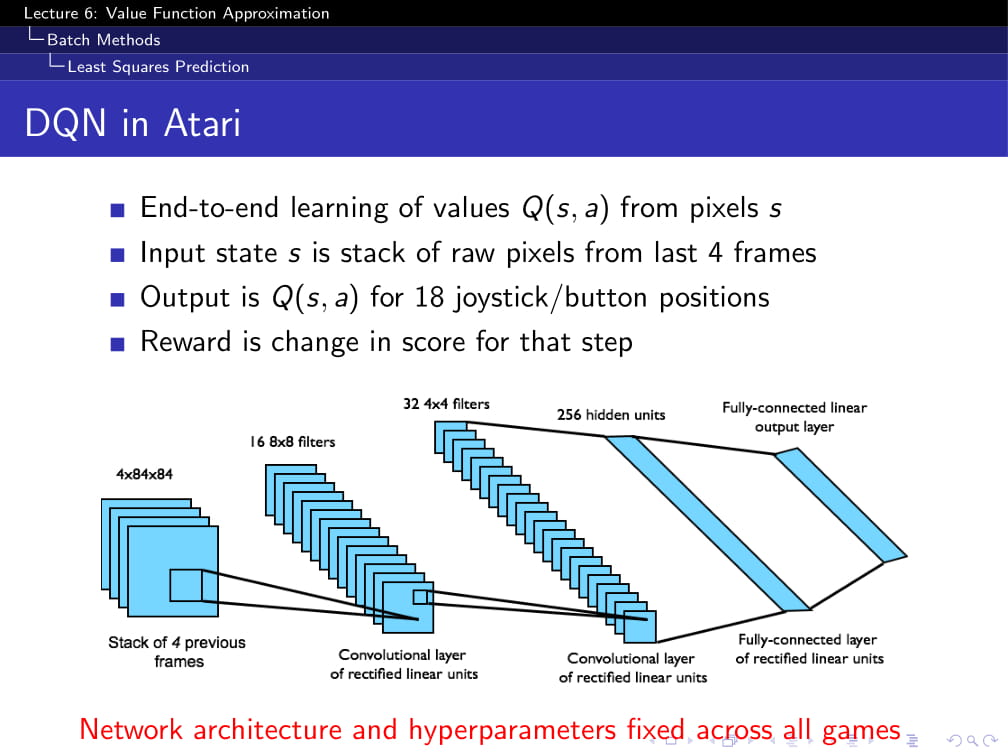 Lecture 6: Value Function Approximation
Batch Methods
Least Squares Prediction
DQN in Atari
End-to-end learning of values Q(s, a) from pixels s
Input state s is stack of raw pixels from last 4 frames
Output is Q(s, a) for 18 joystick/button positions
Reward is change in score for that step
4x84x84
16 8x8 filters
32 4x4 filters
256 hidden units
Fully-connected linear
output layer
Stack of 4 previous
frames
Convolutional layer
of rectified linear units
Convolutional layer
of rectified linear units
Fully-connected layer
of rectified linear units
Network architecture and hyperparameters fixed across all games